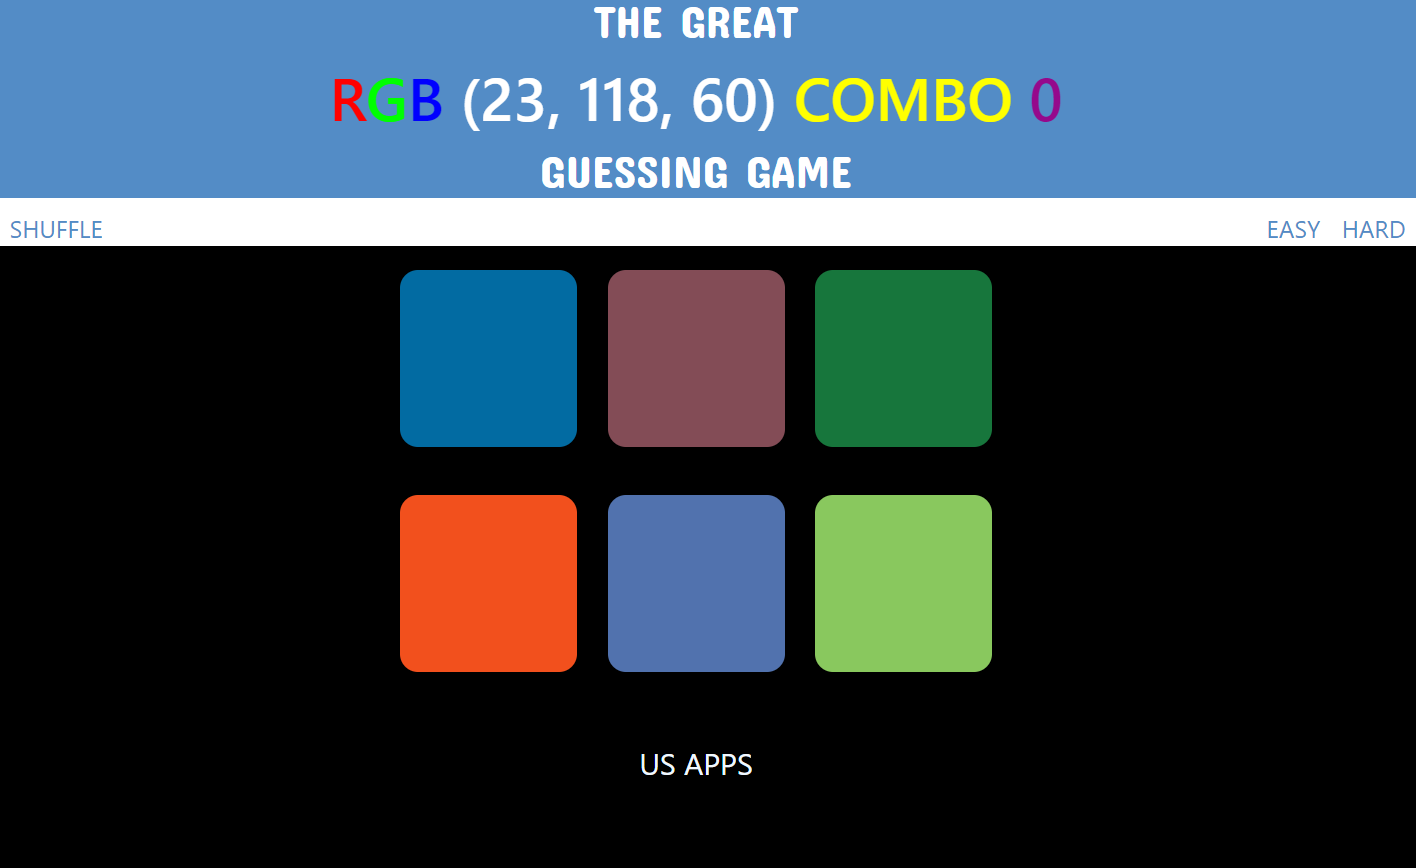 THE GREAT
RGB (23, 118, 60) COMBO 0
GUESSING GAME
SHUFFLE EASY HARD
US APPS